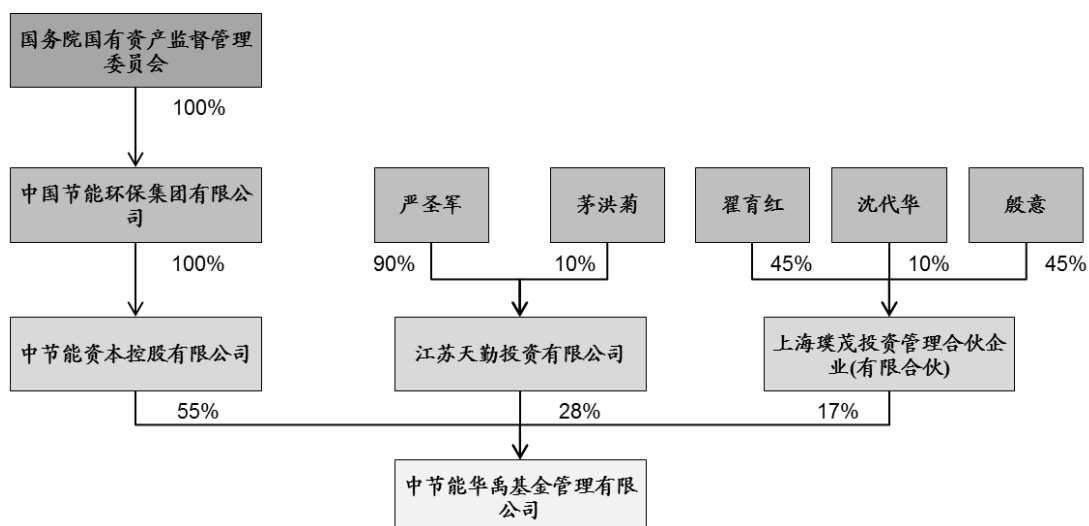 国务院国有资产监督管理
委员会
100%
中国节能环保集团有限公
司
严圣军
茅洪菊
翟育红
沈代华
殷意
100%
90%
10%
45%
10%
45%
中节能资本控股有限公司
江苏天勤投资有限公司
上海璞茂投资管理合伙企
业(有限合伙)
55%
28%
17%
中节能华禹基金管理有限
公司